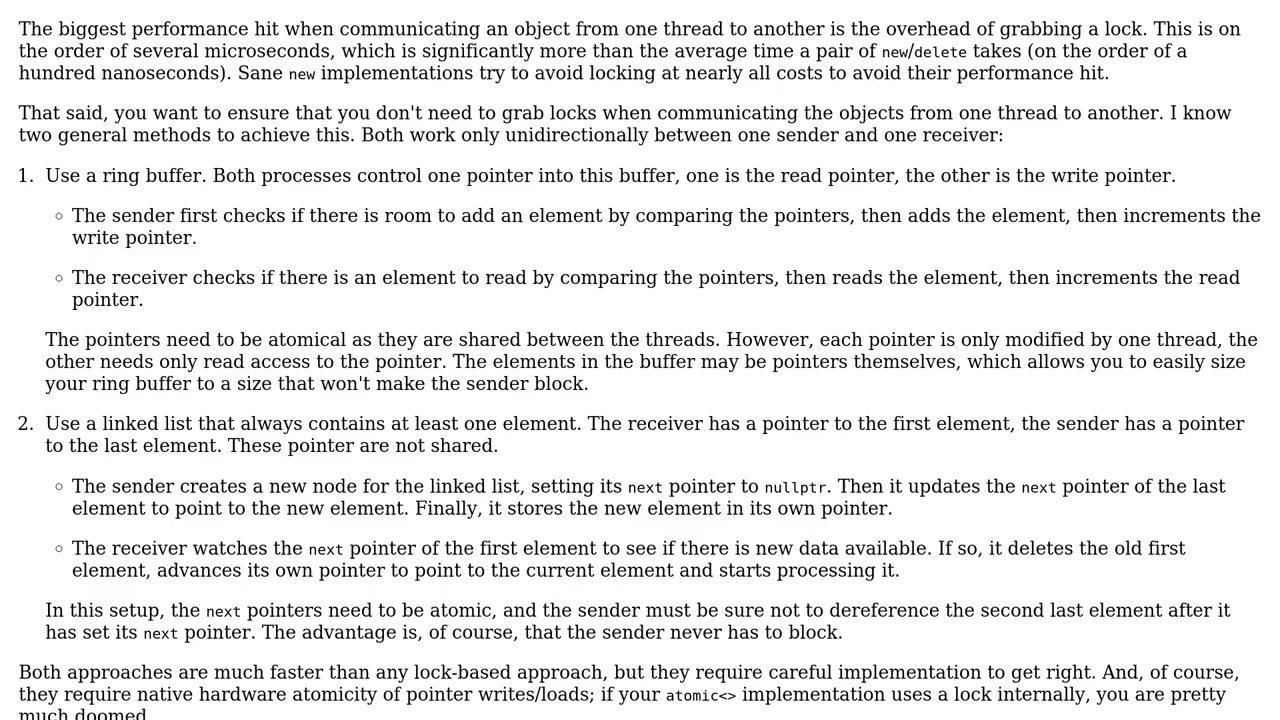 The biggest performance hit when communicating an object from one thread to another is the overhead of grabbing a lock. This is on
the order of several microseconds, which is significantly more than the average time a pair of new/delete takes (on the order of a
hundred nanoseconds). Sane new implementations try to avoid locking at nearly all costs to avoid their performance hit.
That said, you want to ensure that you don't need to grab locks when communicating the objects from one thread to another. I know
two general methods to achieve this. Both work only unidirectionally between one sender and one receiver:
1. Use a ring buffer. Both processes control one pointer into this buffer, one is the read pointer, the other is the write pointer.
◦ The sender first checks if there is room to add an element by comparing the pointers, then adds the element, then increments the
write pointer.
◦ The receiver checks if there is an element to read by comparing the pointers, then reads the element, then increments the read
pointer.
The pointers need to be atomical as they are shared between the threads. However, each pointer is only modified by one thread, the
other needs only read access to the pointer. The elements in the buffer may be pointers themselves, which allows you to easily size
your ring buffer to a size that won't make the sender block.
2. Use a linked list that always contains at least one element. The receiver has a pointer to the first element, the sender has a pointer
to the last element. These pointer are not shared.
◦ The sender creates a new node for the linked list, setting its next pointer to nullptr. Then it updates the next pointer of the last
element to point to the new element. Finally, it stores the new element in its own pointer.
◦ The receiver watches the next pointer of the first element to see if there is new data available. If so, it deletes the old first
element, advances its own pointer to point to the current element and starts processing it.
In this setup, the next pointers need to be atomic, and the sender must be sure not to dereference the second last element after it
has set its next pointer. The advantage is, of course, that the sender never has to block.
Both approaches are much faster than any lock-based approach, but they require careful implementation to get right. And, of course,
they require native hardware atomicity of pointer writes/loads; if your atomic<> implementation uses a lock internally, you are pretty
much doomed.